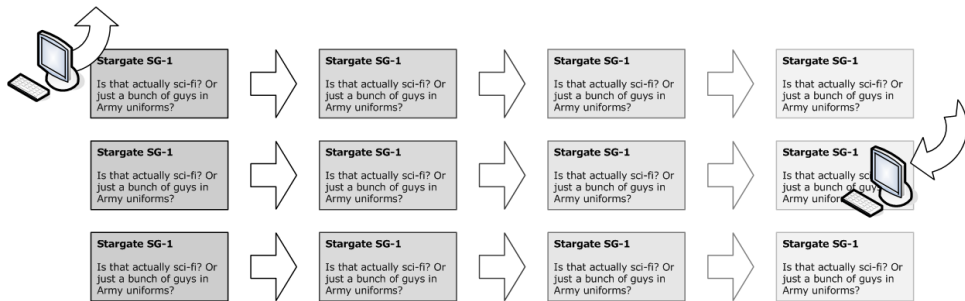 Stargate SG-1
Is that actually sci-fi? Or
just a bunch of guys in
Army uniforms?
Stargate SG-1
Is that actually sci-fi? Or
just a bunch of guys in
Army uniforms?
Stargate SG-1
Is that actually sci-fi? Or
just a bunch of guys in
Army uniforms?
Stargate SG-1
Is that actually sci-fi? Or
just a bunch of guys in
Army uniforms?
Stargate SG-1
Is that actually sci-fi? Or
just a bunch of guys in
Army uniforms?
Stargate SG-1
Is that actually sci-fi? Or
just a bunch of guys in
Army uniforms?
Stargate SG-1
Is that actually sci-fi? Or
just a bunch of guys in
Army uniforms?
Stargate SG-1
Is that actually
just a bunch of guys
Army
Stargate SG-1
Is that actually sci-fi? Or
just a bunch of guys in
Army uniforms?
Stargate SG-1
Is that actually sci-fi? Or
just a bunch of guys in
Army uniforms?
Stargate SG-1
Is that actually sci-fi? Or
just a bunch of guys in
Army uniforms?
Stargate SG-1
Is that actually sci-fi? Or
just a bunch of guys in
Army uniforms?